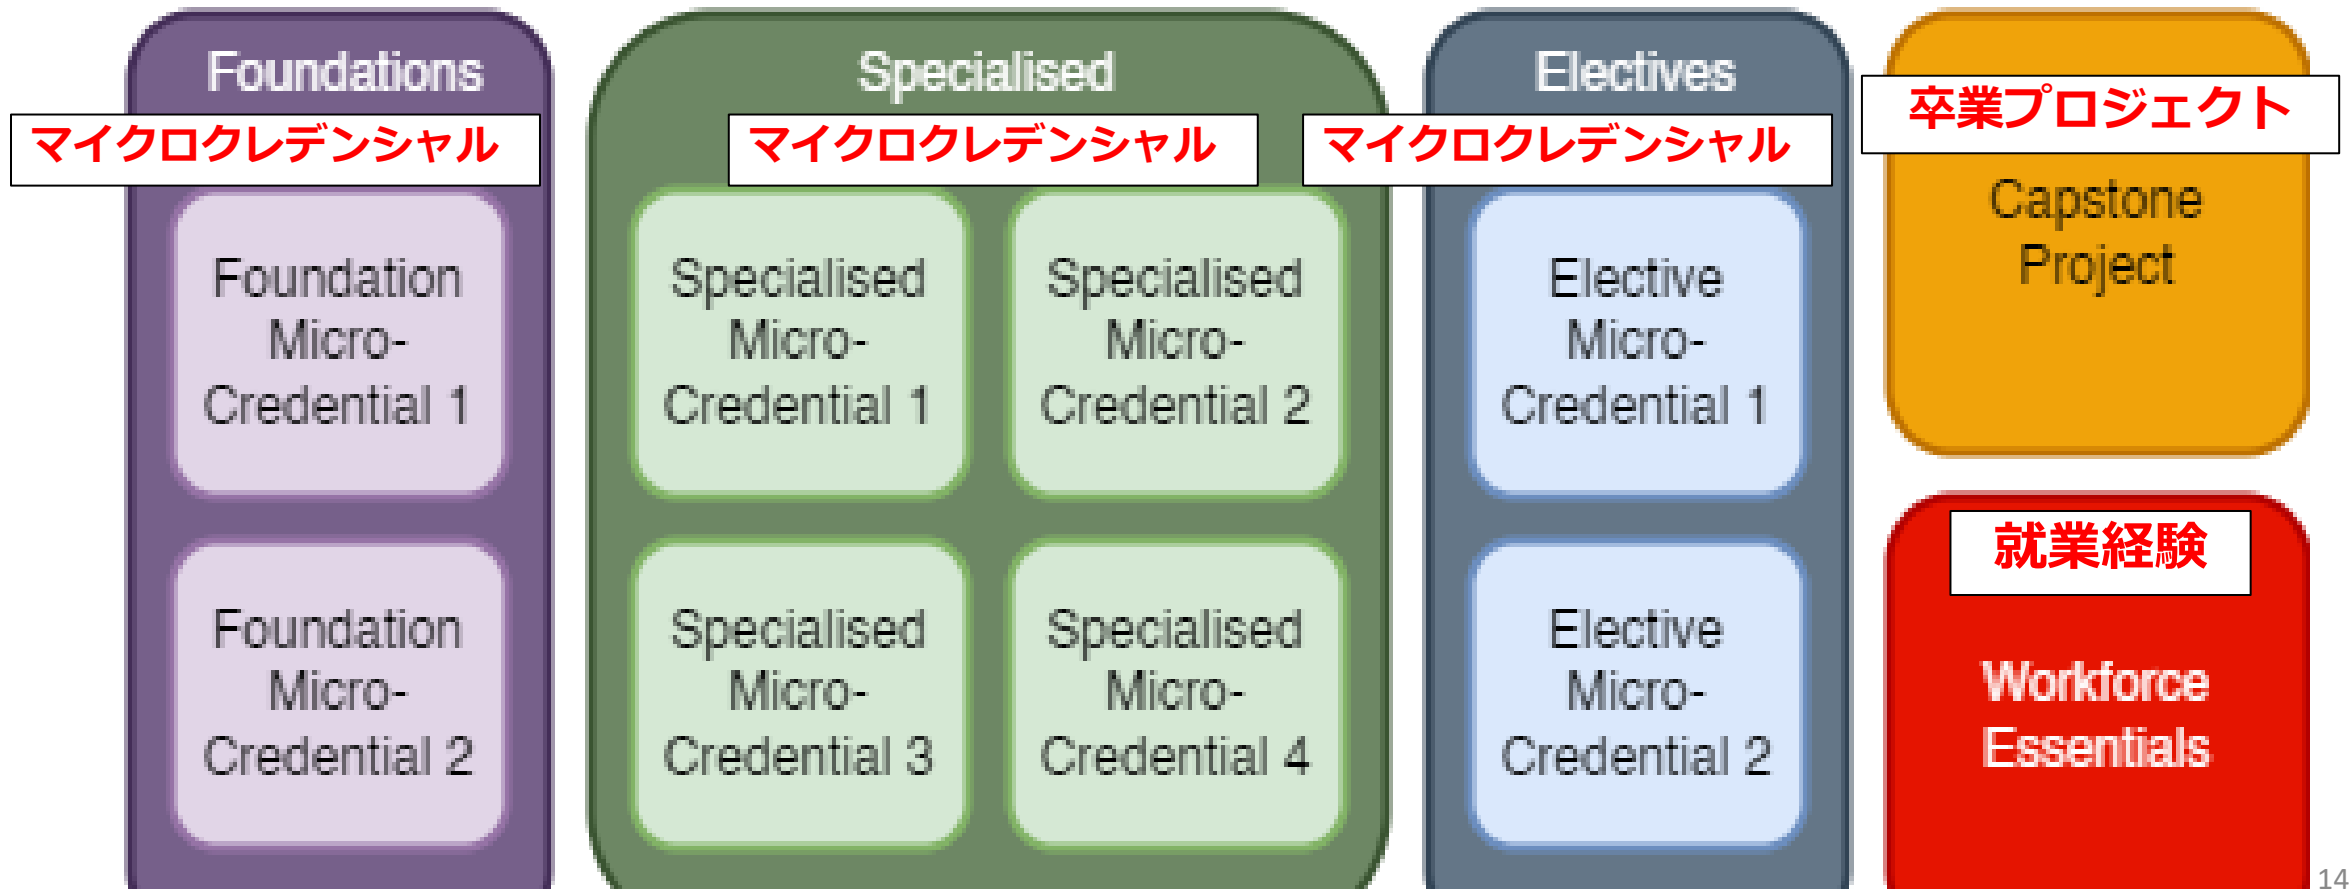 Foundations
マイクロクレデンシャル
Foundation
Micro-
Credential 1
Foundation
Micro-
Credential 2
Specialised
マイクロクレデンシャル
Specialised
Micro-
Credential 1
Specialised
Micro-
Credential 2
Specialised
Micro-
Credential 3
Specialised
Micro-
Credential 4
Electives
マイクロクレデンシャル
Elective
Micro-
Credential 1
Elective
Micro-
Credential 2
卒業プロジェクト
Capstone
Project
就業経験
Workforce
Essentials
14